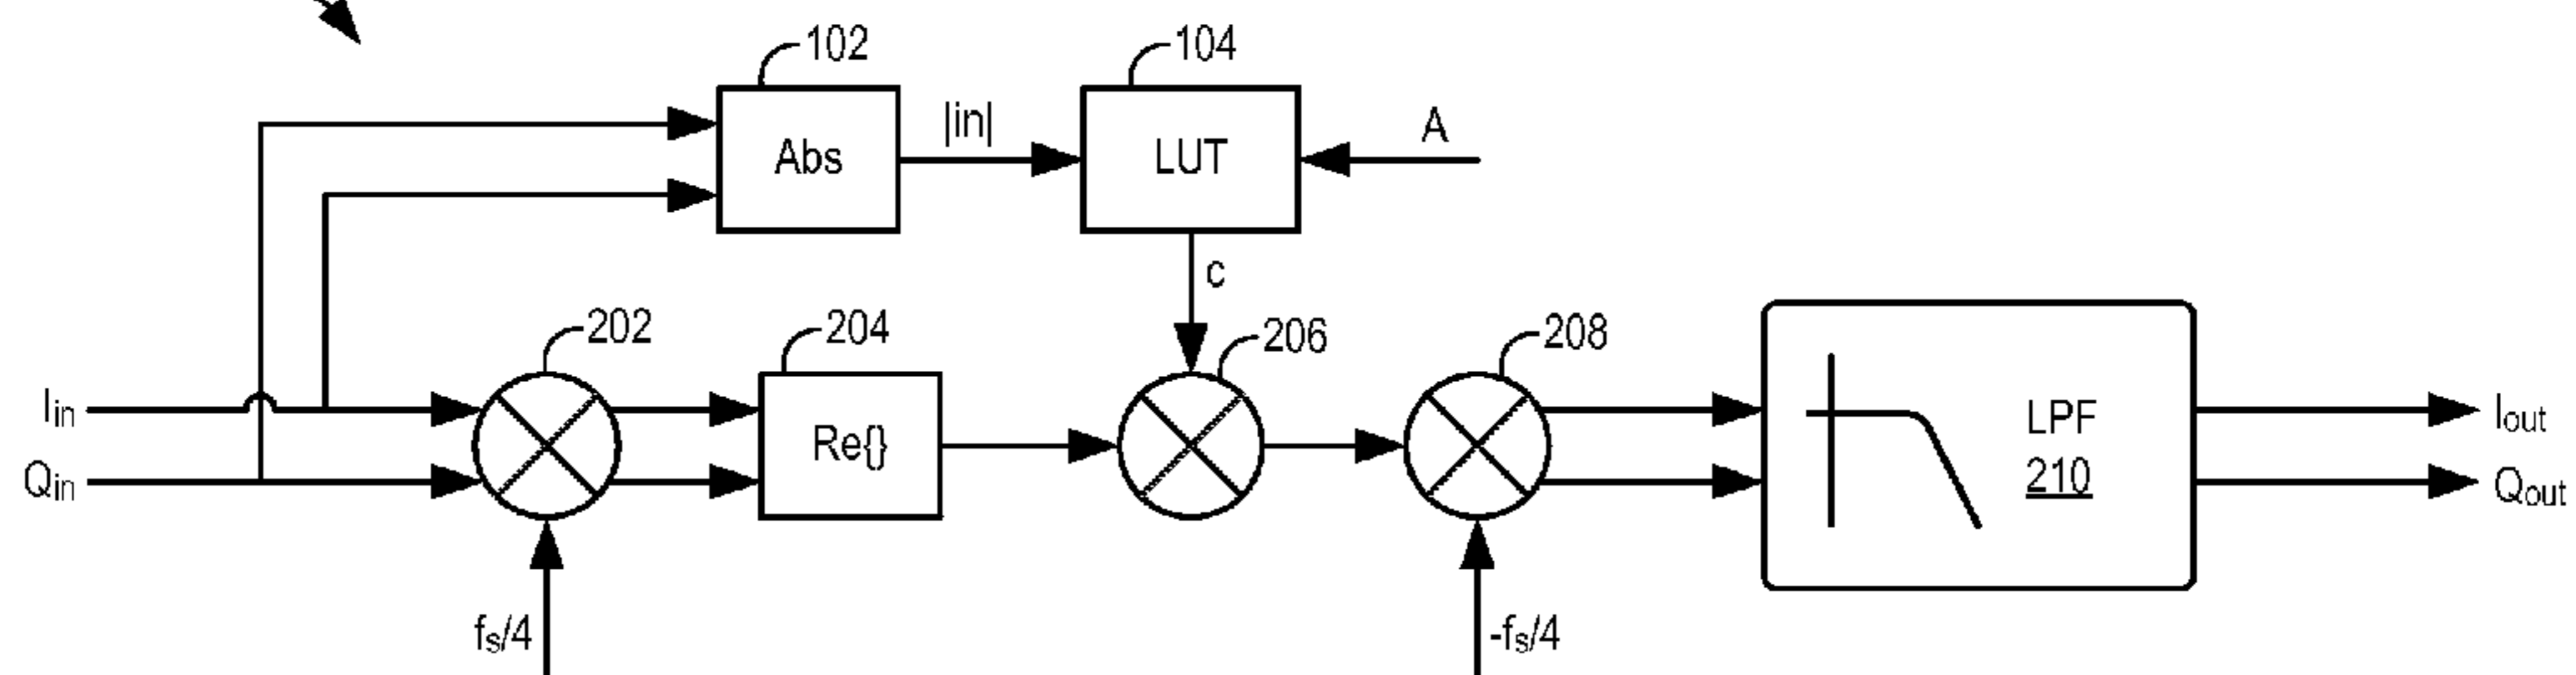 102
104
Abs
|in|
LUT
A
c
202
204
206
208
Iin
Qin
Re{}
LPF
210
Iout
Qout
fs/4
-fs/4